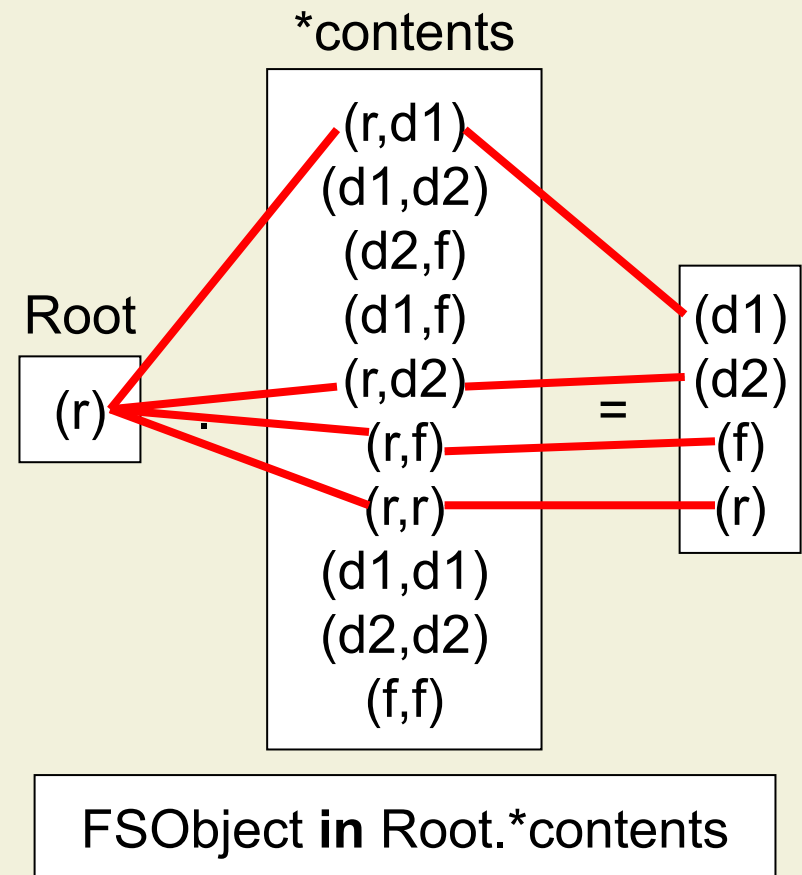 *contents
(r,d1)
(d1,d2)
(d2,f)
(d1,f)
(r,d2)
(r,f)
(r,r)
(d1,d1)
(d2,d2)
(f,f)
Root
(r)
.
=
(d1)
(d2)
(f)
(r)
FSObject in Root.*contents